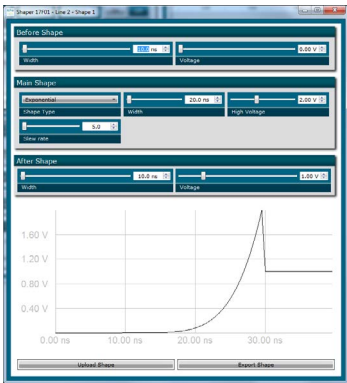 Shaper 17F01 - Line 2 - Shape 1
Before Shape
10.0 ns
0.00 V
Width
Voltage
Main Shape
Exponential
20.0 ns
2.00 V
Shape Type
Width
High Voltage
5.0
Slew rate
After Shape
10.0 ns
1.00 V
Width
Voltage
1.60 V
1.20 V
0.80 V
0.40 V
0.00 ns
10.00 ns
20.00 ns
30.00 ns
Upload Shape
Export Shape